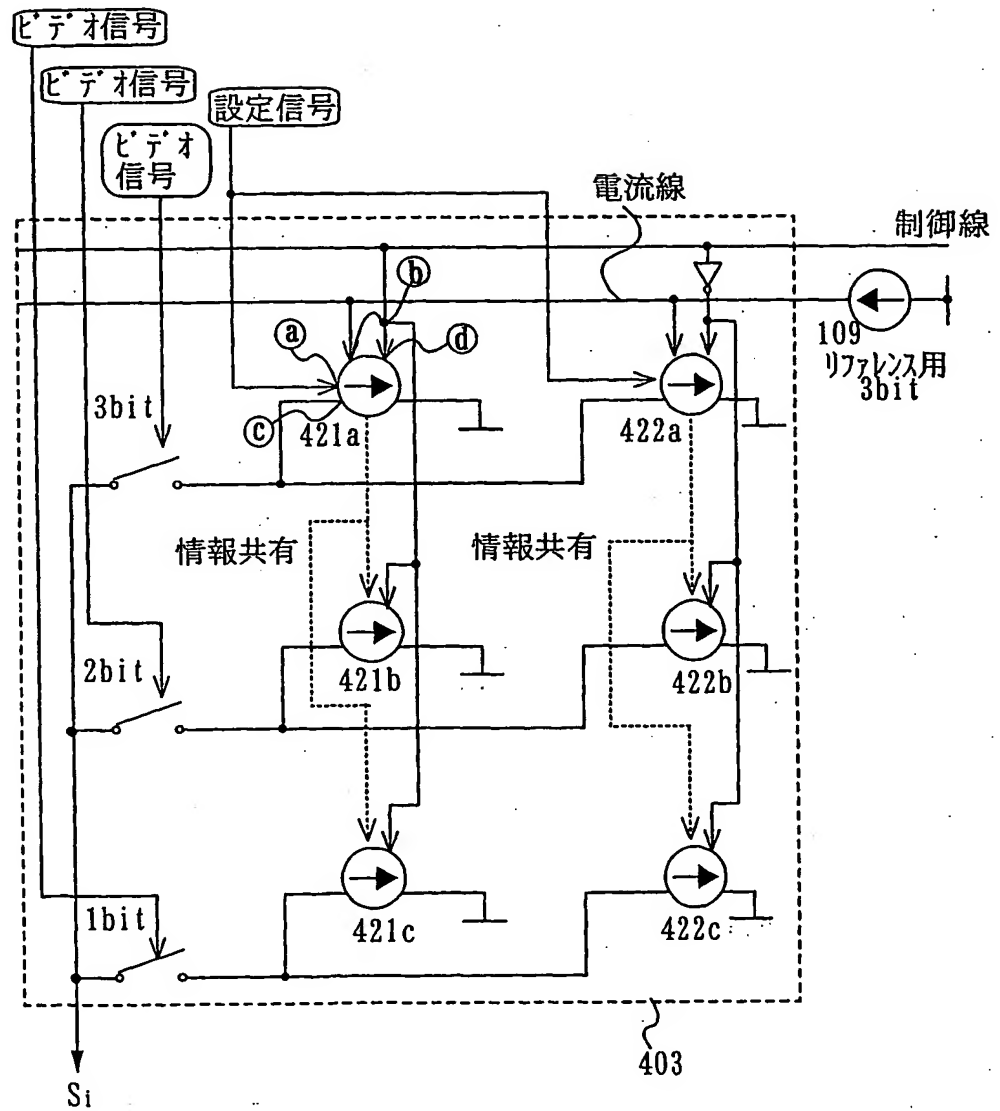 ビデオ信号
ビデオ信号
ビデオ
信号
設定信号
電流線
制御線
ⓑ
ⓐ
ⓓ
109
リファレンス用
3bit
3bit
ⓒ
421a
422a
情報共有
情報共有
2bit
421b
422b
1bit
421c
422c
403
Si